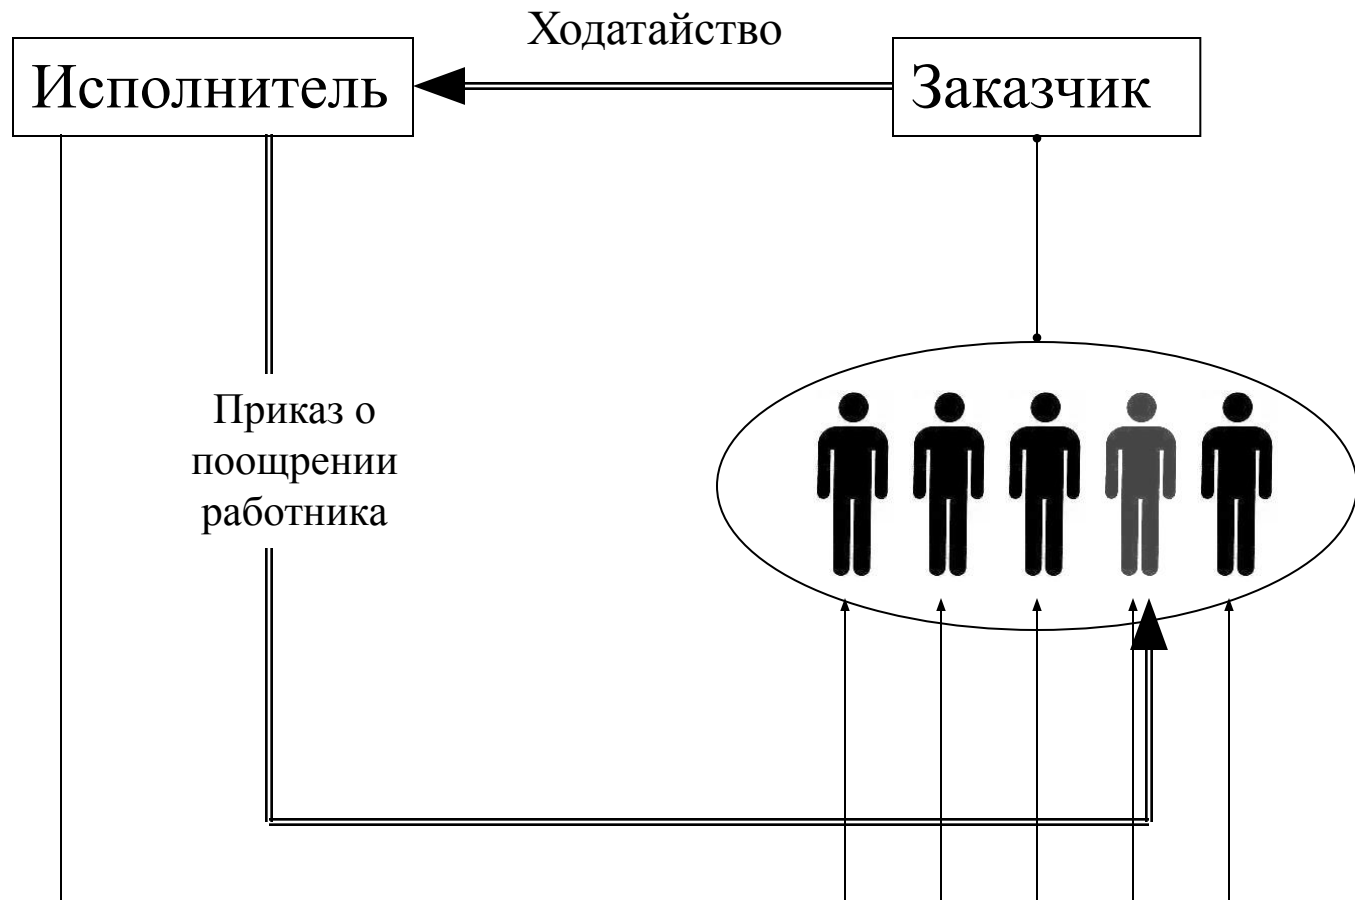 Ходатайство
Исполнитель
Заказчик
Приказ о
поощрении
работника